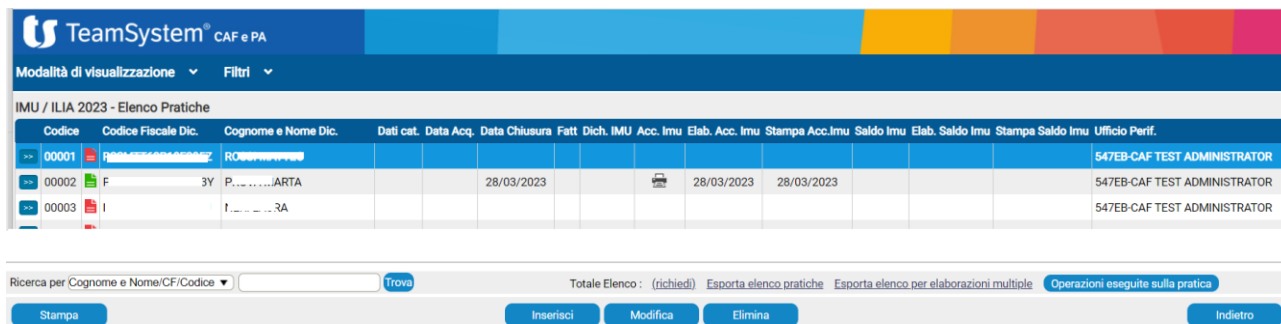 TeamSystem® CAF e PA
Modalità di visualizzazione Filtri
IMU / ILIA 2023 - Elenco Pratiche
Codice Codice Fiscale Dic. Cognome e Nome Dic. Dati cat. Data Acq. Data Chiusura Fatt Dich. IMU Acc. Imu Elab. Acc. Imu Stampa Acc.Imu Saldo Imu Elab. Saldo Imu Stampa Saldo Imu Ufficio Perif.
>> 00001 547EB-CAF TEST ADMINISTRATOR
>> 00002 28/03/2023 28/03/2023 28/03/2023 547EB-CAF TEST ADMINISTRATOR
>> 00003 547EB-CAF TEST ADMINISTRATOR
Ricerca per Cognome e Nome/CF/Codice Trova Totale Elenco : (richiedi) Esporta elenco pratiche Esporta elenco per elaborazioni multiple Operazioni eseguite sulla pratica
Stampa Inserisci Modifica Elimina Indietro